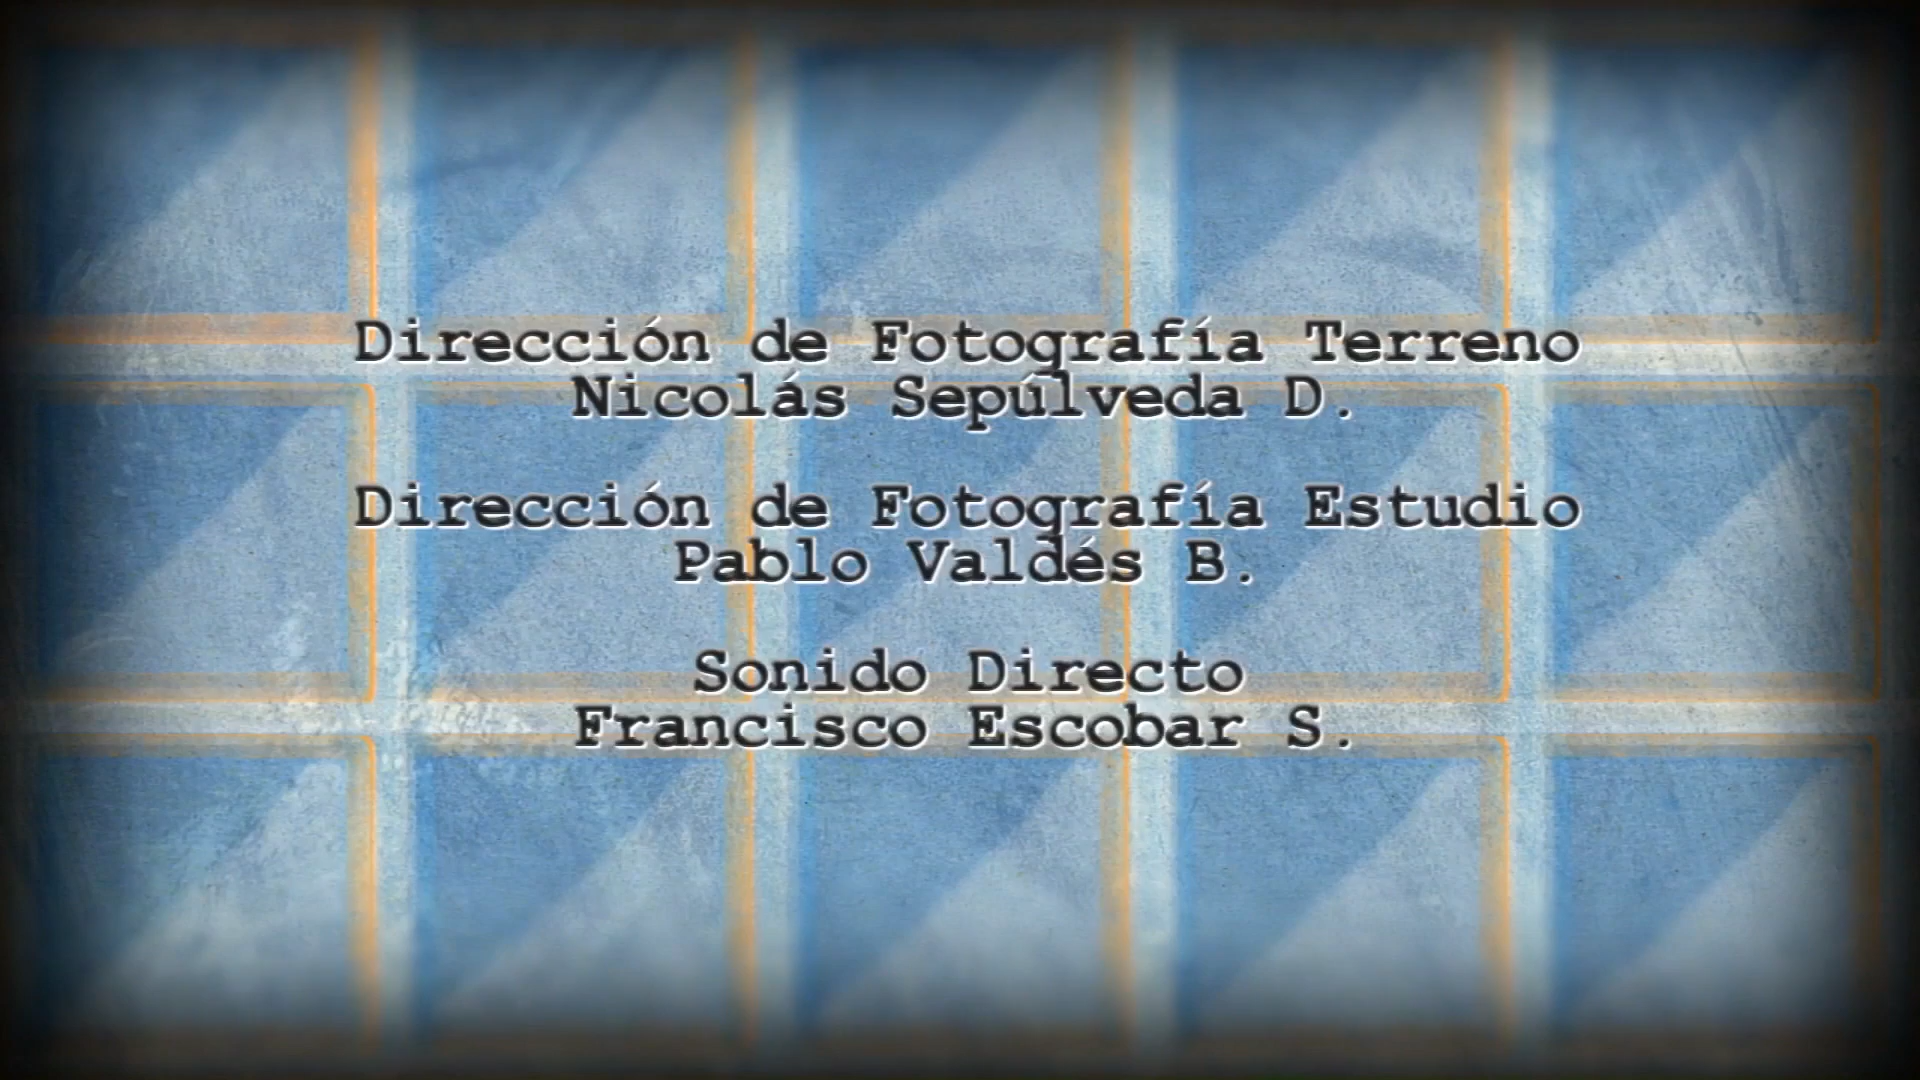 Dirección de Fotografía Terreno
Nicolás Sepúlveda D.
Dirección de Fotografía Estudio
Pablo Valdés B.
Sonido Directo
Francisco Escobar S.